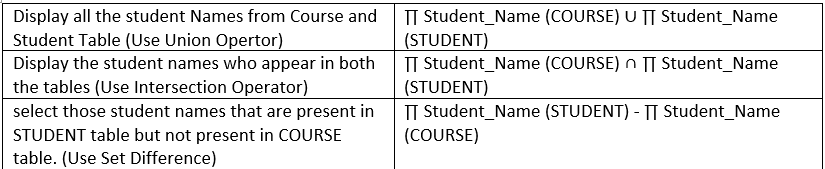 Display all the student Names from Course and
Student Table (Use Union Opertor)
∏ Student_Name (COURSE) ∪ ∏ Student_Name
(STUDENT)
Display the student names who appear in both
the tables (Use Intersection Operator)
∏ Student_Name (COURSE) ∩ ∏ Student_Name
(STUDENT)
select those student names that are present in
STUDENT table but not present in COURSE
table. (Use Set Difference)
∏ Student_Name (STUDENT) - ∏ Student_Name
(COURSE)